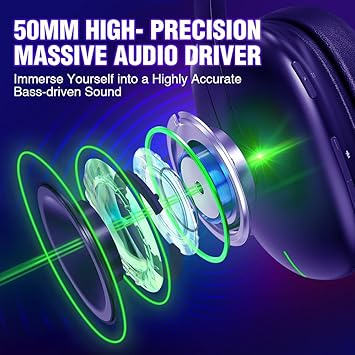 50MM HIGH- PRECISION
MASSIVE AUDIO DRIVER
Immerse Yourself into a Highly Accurate
Bass-driven Sound